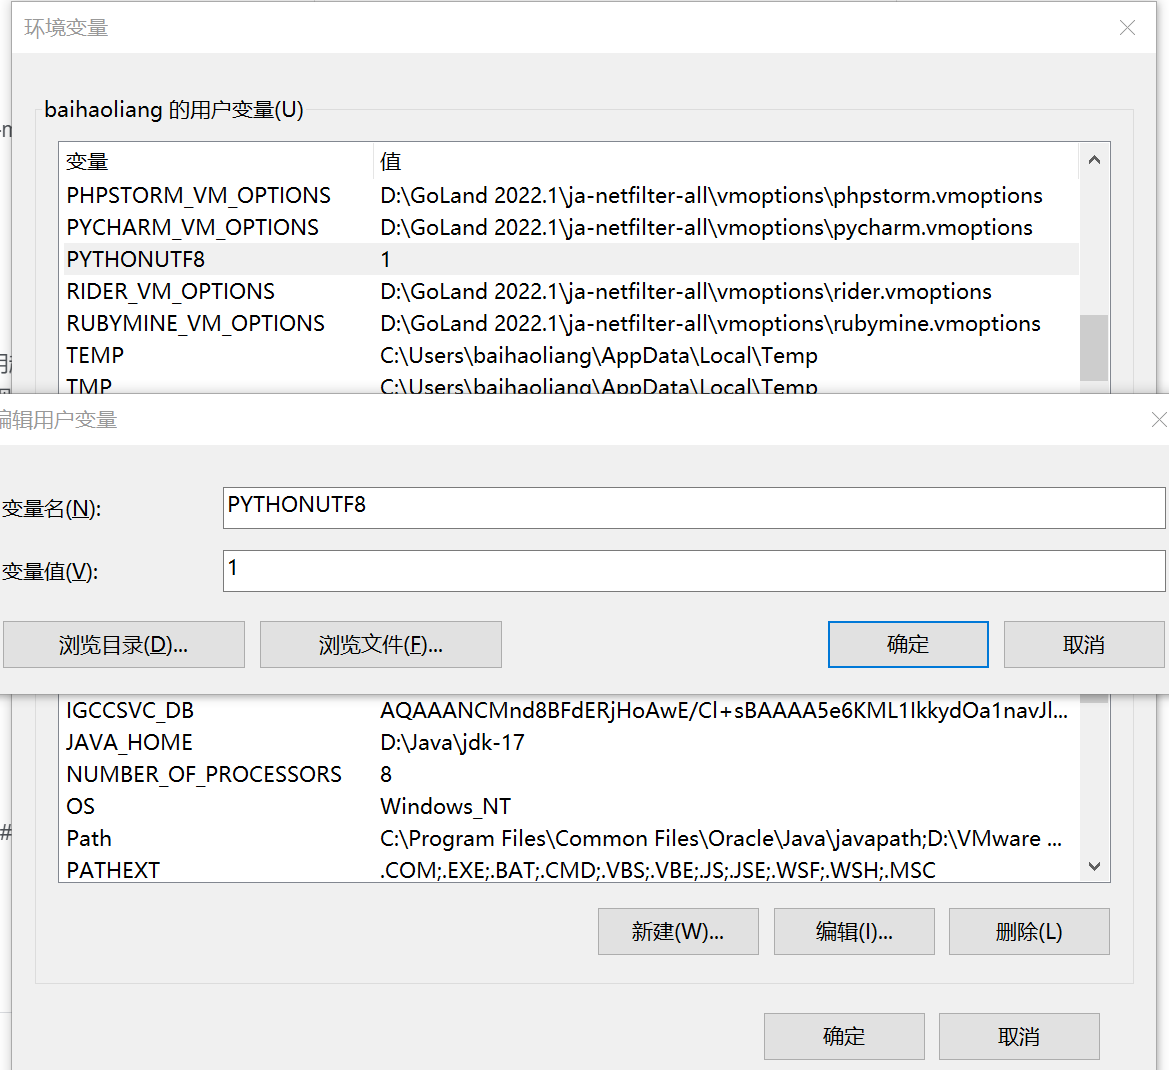 环境变量
baihaoliang 的用户变量(U)
变量 值
PHPSTORM_VM_OPTIONS D:\GoLand 2022.1\ja-netfilter-all\vmoptions\phpstorm.vmoptions
PYCHARM_VM_OPTIONS D:\GoLand 2022.1\ja-netfilter-all\vmoptions\pycharm.vmoptions
PYTHONUTF8 1
RIDER_VM_OPTIONS D:\GoLand 2022.1\ja-netfilter-all\vmoptions\rider.vmoptions
RUBYMINE_VM_OPTIONS D:\GoLand 2022.1\ja-netfilter-all\vmoptions\rubymine.vmoptions
TEMP C:\Users\baihaoliang\AppData\Local\Temp
TMP C:\Users\baihaoliang\AppData\Local\Temp
编辑用户变量
变量名(N): PYTHONUTF8
变量值(V): 1
浏览目录(D)... 浏览文件(F)... 确定 取消
IGCCSVC_DB AQAAANCMnd8BFdERjHoAwE/Cl+sBAAAA5e6KML1IkkydOa1navJl...
JAVA_HOME D:\Java\jdk-17
NUMBER_OF_PROCESSORS 8
OS Windows_NT
Path C:\Program Files\Common Files\Oracle\Java\javapath;D:\VMware ...
PATHEXT .COM;.EXE;.BAT;.CMD;.VBS;.VBE;.JS;.JSE;.WSF;.WSH;.MSC
新建(W)... 编辑(I)... 删除(L)
确定 取消